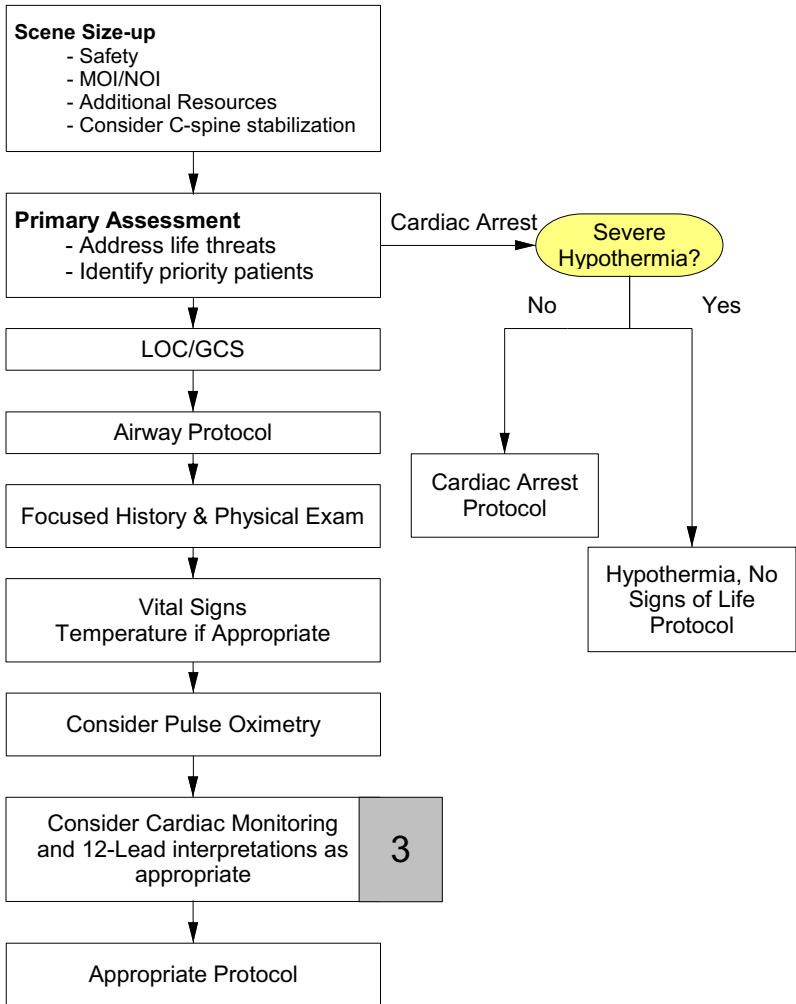 Scene Size-up
- Safety
- MOI/NOI
- Additional Resources
- Consider C-spine stabilization
Primary Assessment
- Address life threats
- Identify priority patients
Cardiac Arrest
Severe
Hypothermia?
No
Yes
LOC/GCS
Airway Protocol
Cardiac Arrest
Protocol
Focused History & Physical Exam
Hypothermia, No
Signs of Life
Protocol
Vital Signs
Temperature if Appropriate
Consider Pulse Oximetry
Consider Cardiac Monitoring
and 12-Lead interpretations as
appropriate
3
Appropriate Protocol